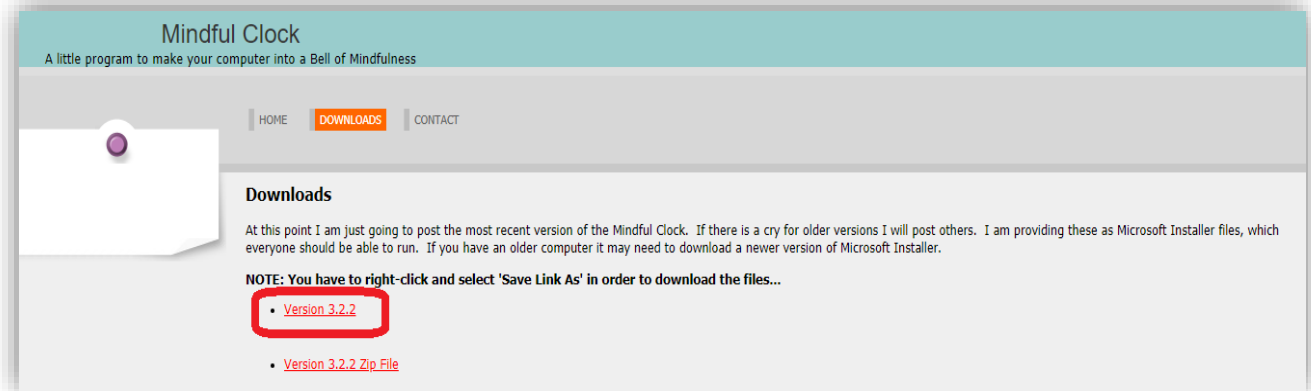 Mindful Clock
A little program to make your computer into a Bell of Mindfulness
HOME DOWNLOADS CONTACT
Downloads
At this point I am just going to post the most recent version of the Mindful Clock. If there is a cry for older versions I will post others. I am providing these as Microsoft Installer files, which
everyone should be able to run. If you have an older computer it may need to download a newer version of Microsoft Installer.
NOTE: You have to right-click and select 'Save Link As' in order to download the files...
• Version 3.2.2
• Version 3.2.2 Zip File